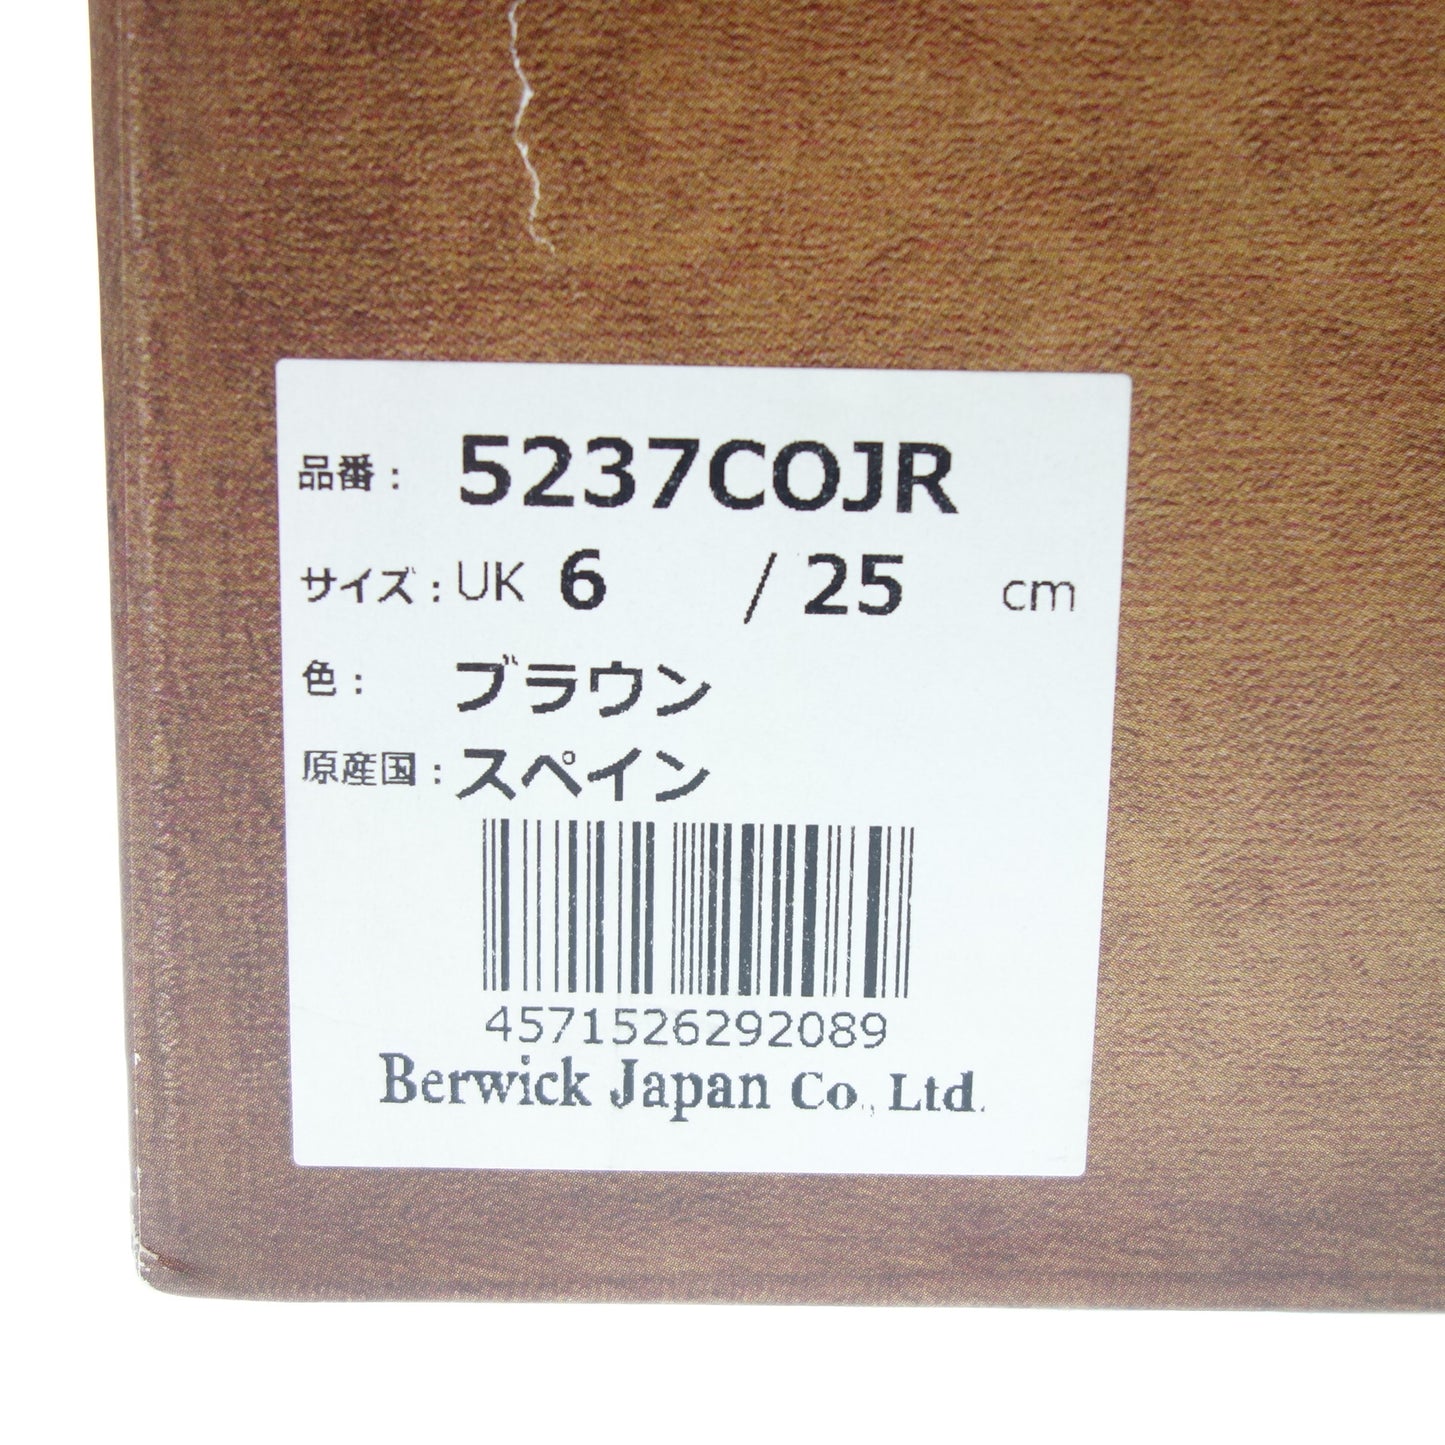 品番： 5237COJR
サイズ：UK 6 / 25 cm
色： ブラウン
原産国：スペイン
4571526292089
Berwick Japan Co., Ltd.